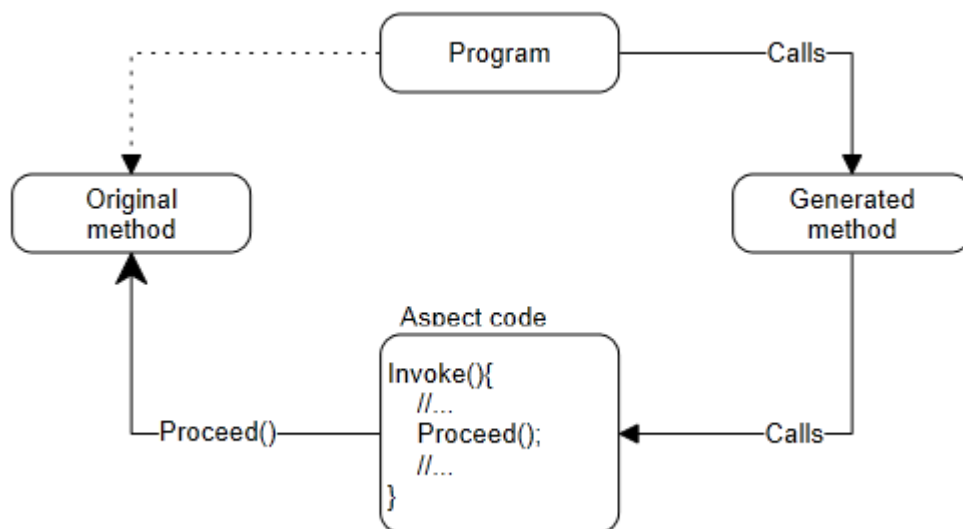 Program
Calls
Original
method
Generated
method
Aspect code
Invoke(){
//...
Proceed();
//...
}
Proceed()
Calls